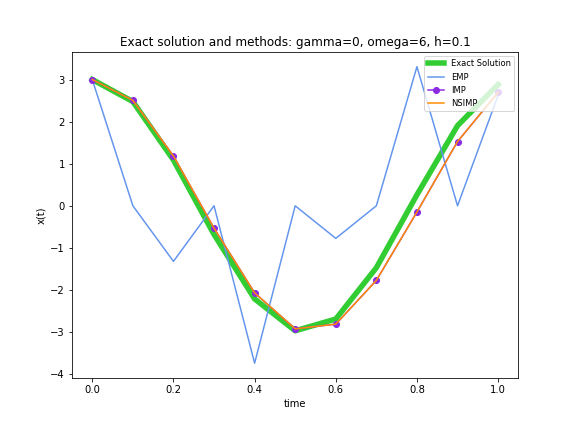 Exact solution and methods: gamma=0, omega=6, h=0.1
Exact Solution
EMP
IMP
NSIMP
3
2
1
0
−1
−2
−3
−4
x(t)
0.0 0.2 0.4 0.6 0.8 1.0
time